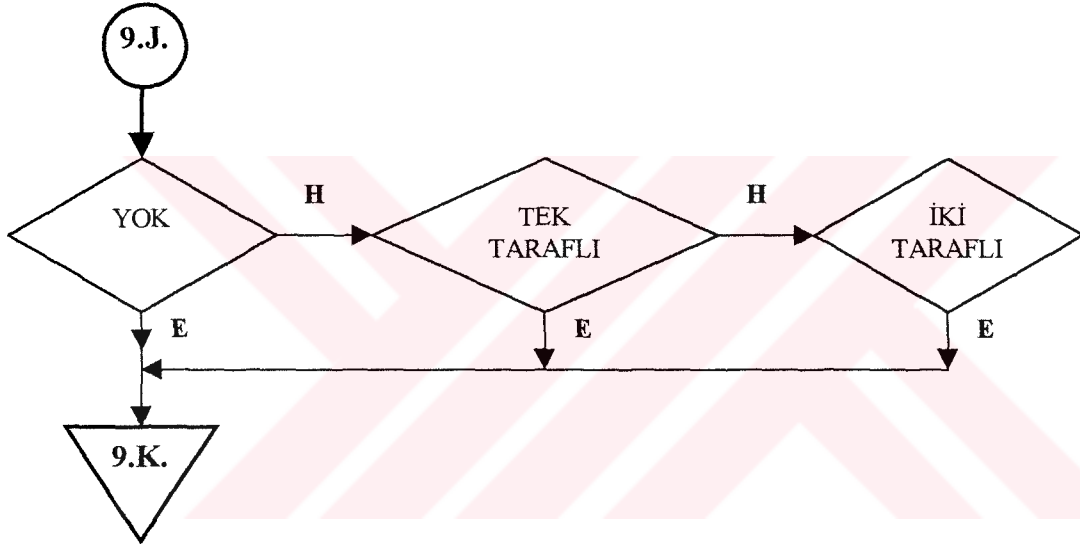 9.J.
YOK
H
TEK
TARAFLI
H
İKİ
TARAFLI
E
E
E
9.K.